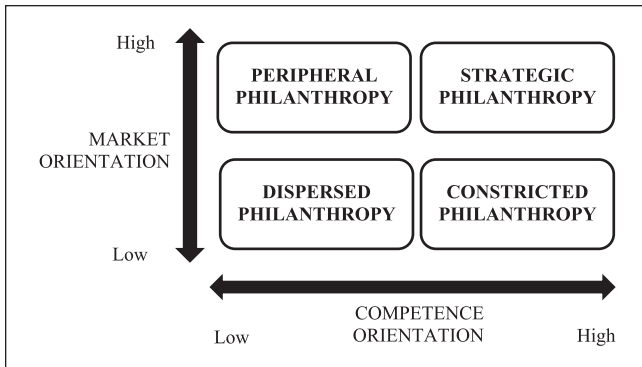 High
PERIPHERAL
PHILANTHROPY
STRATEGIC
PHILANTHROPY
MARKET
ORIENTATION
DISPERSED
PHILANTHROPY
CONSTRICTED
PHILANTHROPY
Low
COMPETENCE
ORIENTATION
Low
High